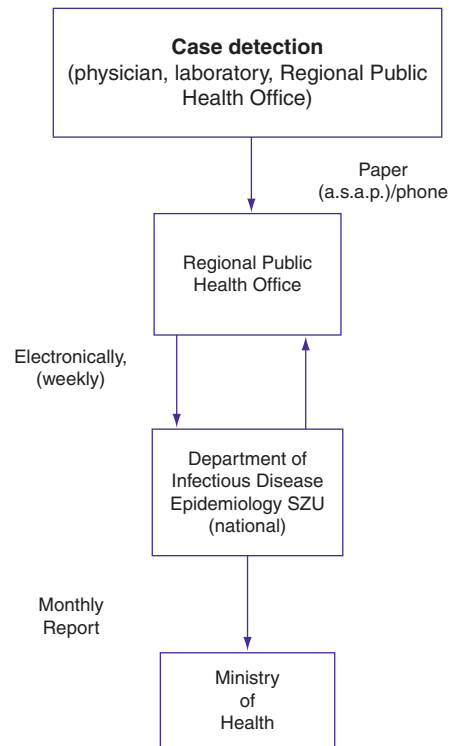 Case detection
(physician, laboratory, Regional Public
Health Office)
Paper
(a.s.a.p.)/phone
Regional Public
Health Office
Electronically,
(weekly)
Department of
Infectious Disease
Epidemiology SZU
(national)
Monthly
Report
Ministry
of
Health